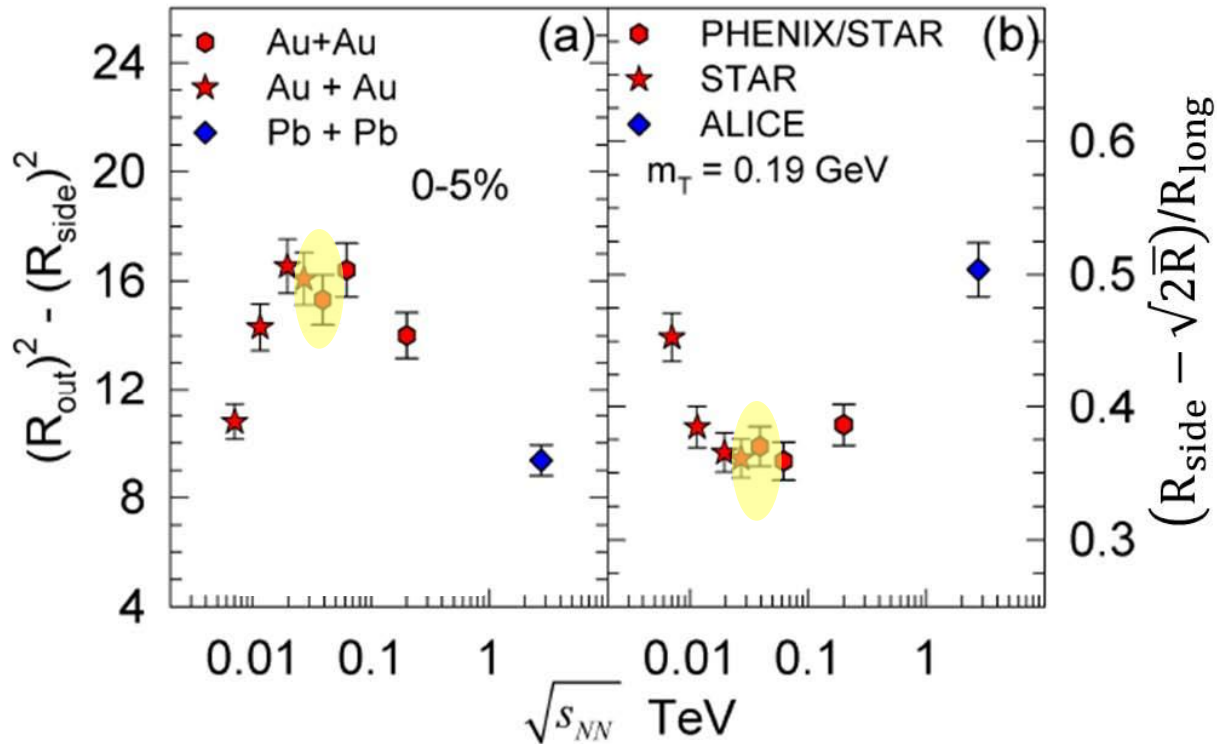 (a)
Au+Au
Au + Au
Pb + Pb
0-5%
24
20
16
12
8
4
(R_out)^2 - (R_side)^2
0.01
0.1
1
(b)
PHENIX/STAR
STAR
ALICE
m_T = 0.19 GeV
0.6
0.5
0.4
0.3
(R_side − √2R̅)/R_long
0.01
0.1
1
√s_NN TeV